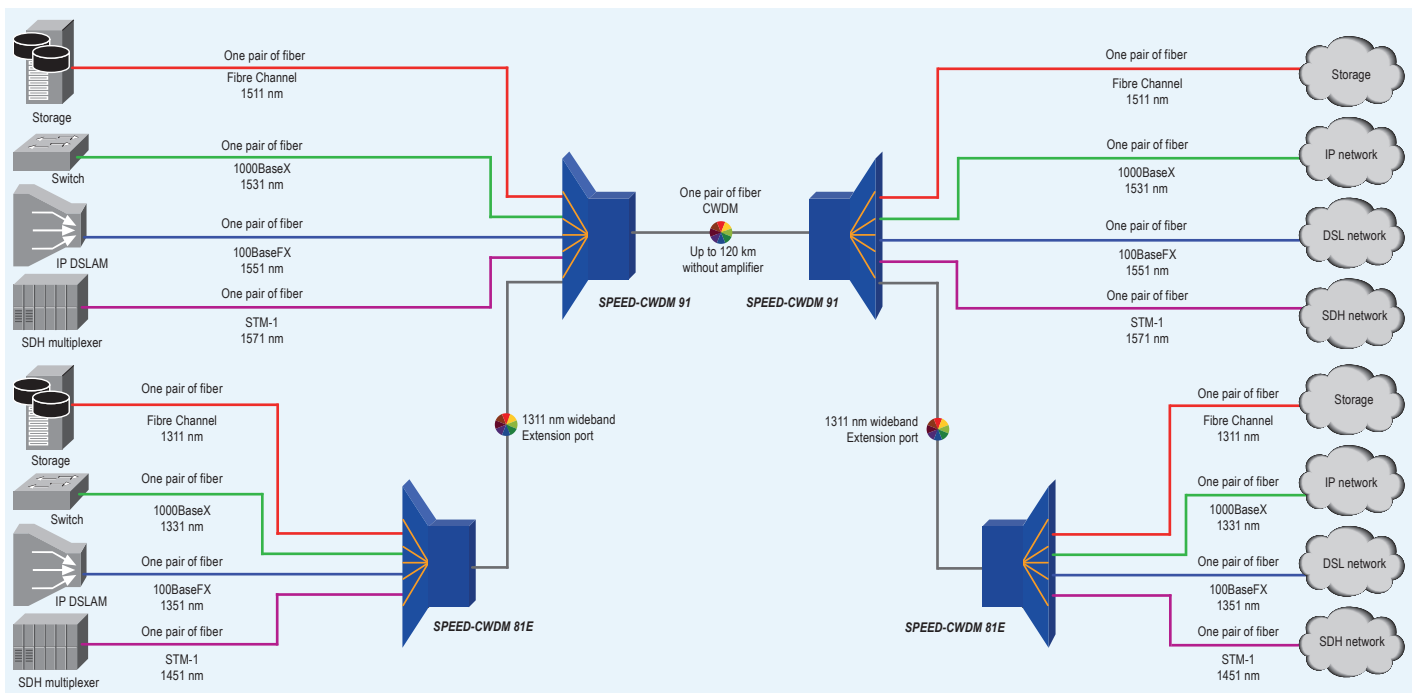 One pair of fiber
Fibre Channel
1511 nm
Storage
One pair of fiber
1000BaseX
1531 nm
Switch
One pair of fiber
100BaseFX
1551 nm
IP DSLAM
One pair of fiber
STM-1
1571 nm
SDH multiplexer
SPEED-CWDM 91
One pair of fiber
CWDM
Up to 120 km
without amplifier
SPEED-CWDM 91
One pair of fiber
Fibre Channel
1511 nm
Storage
One pair of fiber
1000BaseX
1531 nm
IP network
One pair of fiber
100BaseFX
1551 nm
DSL network
One pair of fiber
STM-1
1571 nm
SDH network
One pair of fiber
Fibre Channel
1311 nm
Storage
One pair of fiber
1000BaseX
1331 nm
Switch
One pair of fiber
100BaseFX
1351 nm
IP DSLAM
One pair of fiber
STM-1
1451 nm
SDH multiplexer
1311 nm wideband
Extension port
SPEED-CWDM 81E
1311 nm wideband
Extension port
SPEED-CWDM 81E
One pair of fiber
Fibre Channel
1311 nm
Storage
One pair of fiber
1000BaseX
1331 nm
IP network
One pair of fiber
100BaseFX
1351 nm
DSL network
One pair of fiber
STM-1
1451 nm
SDH network